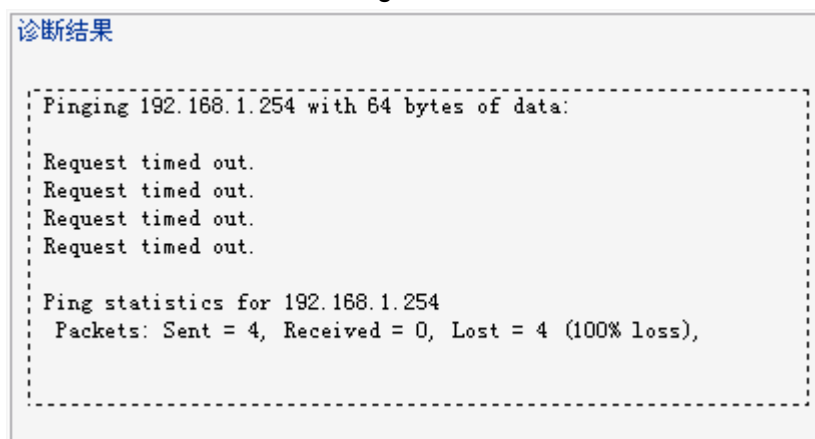 诊断结果
Pinging 192.168.1.254 with 64 bytes of data:
Request timed out.
Request timed out.
Request timed out.
Request timed out.
Ping statistics for 192.168.1.254
Packets: Sent = 4, Received = 0, Lost = 4 (100% loss),